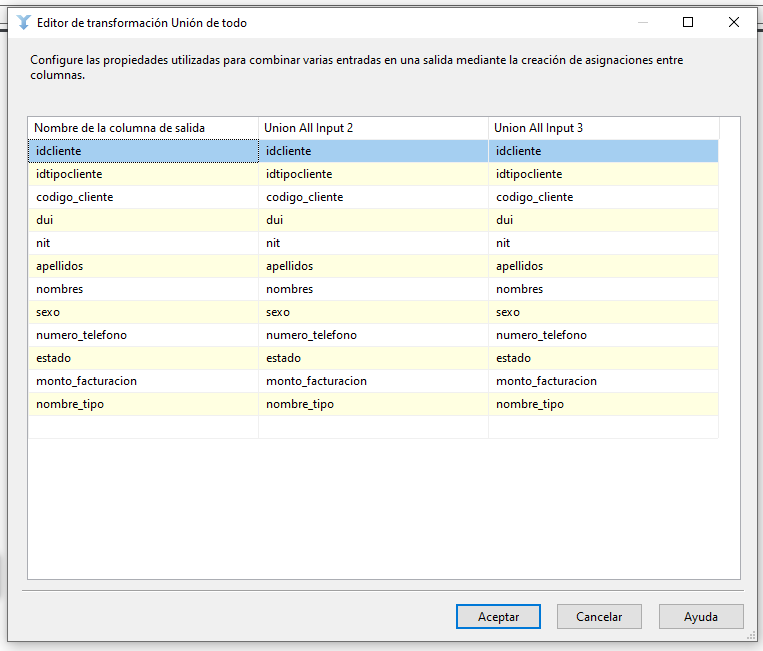 Editor de transformación Unión de todo
Configure las propiedades utilizadas para combinar varias entradas en una salida mediante la creación de asignaciones entre
columnas.
Nombre de la columna de salida Union All Input 2 Union All Input 3
idcliente idcliente idcliente
idtipocliente idtipocliente idtipocliente
codigo_cliente codigo_cliente codigo_cliente
dui dui dui
nit nit nit
apellidos apellidos apellidos
nombres nombres nombres
sexo sexo sexo
numero_telefono numero_telefono numero_telefono
estado estado estado
monto_facturacion monto_facturacion monto_facturacion
nombre_tipo nombre_tipo nombre_tipo
Aceptar Cancelar Ayuda